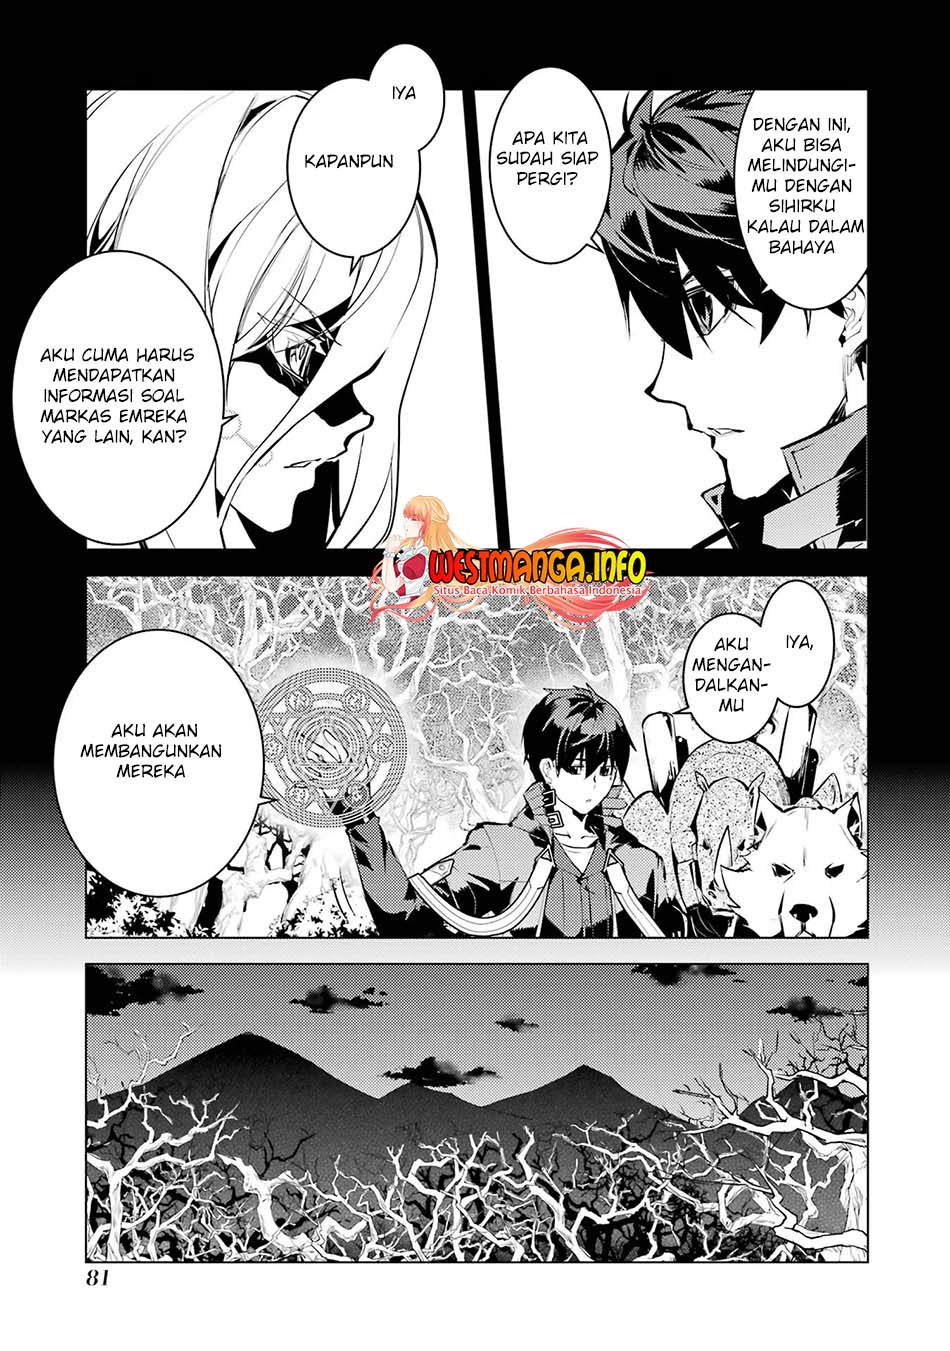 DENGAN INI,
AKU BISA
MELINDUNGI-
MU DENGAN
SIHIRKU
KALAU DALAM
BAHAYA
APA KITA
SUDAH SIAP
PERGI?
IYA
KAPANPUN
AKU CUMA HARUS
MENDAPATKAN
INFORMASI SOAL
MARKAS EMREKA
YANG LAIN, KAN?
WESTMANGA.INFO
Situs Baca Komik Berbahasa Indonesia
IYA,
AKU
MENGAN-
DALKAN-
MU
AKU AKAN
MEMBANGUNKAN
MEREKA
81